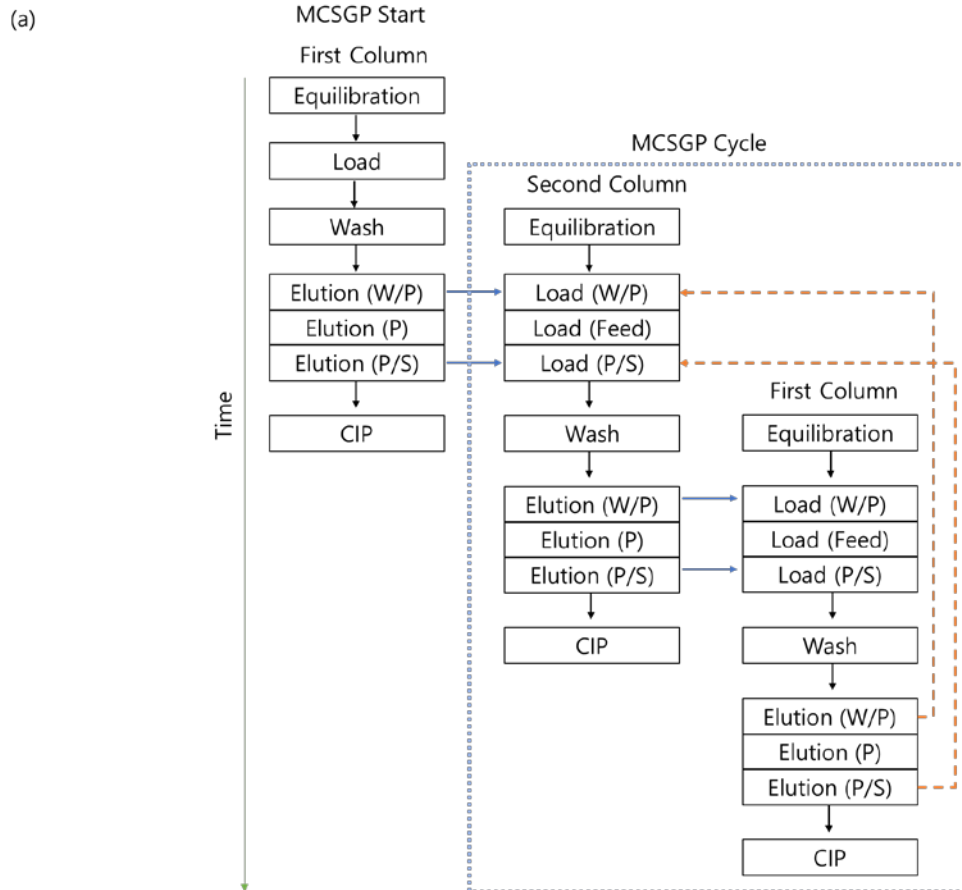 (a)
MCSGP Start
First Column
Equilibration
Load
Wash
Elution (W/P)
Elution (P)
Elution (P/S)
CIP
Time
MCSGP Cycle
Second Column
Equilibration
Load (W/P)
Load (Feed)
Load (P/S)
Wash
Elution (W/P)
Elution (P)
Elution (P/S)
CIP
First Column
Equilibration
Load (W/P)
Load (Feed)
Load (P/S)
Wash
Elution (W/P)
Elution (P)
Elution (P/S)
CIP